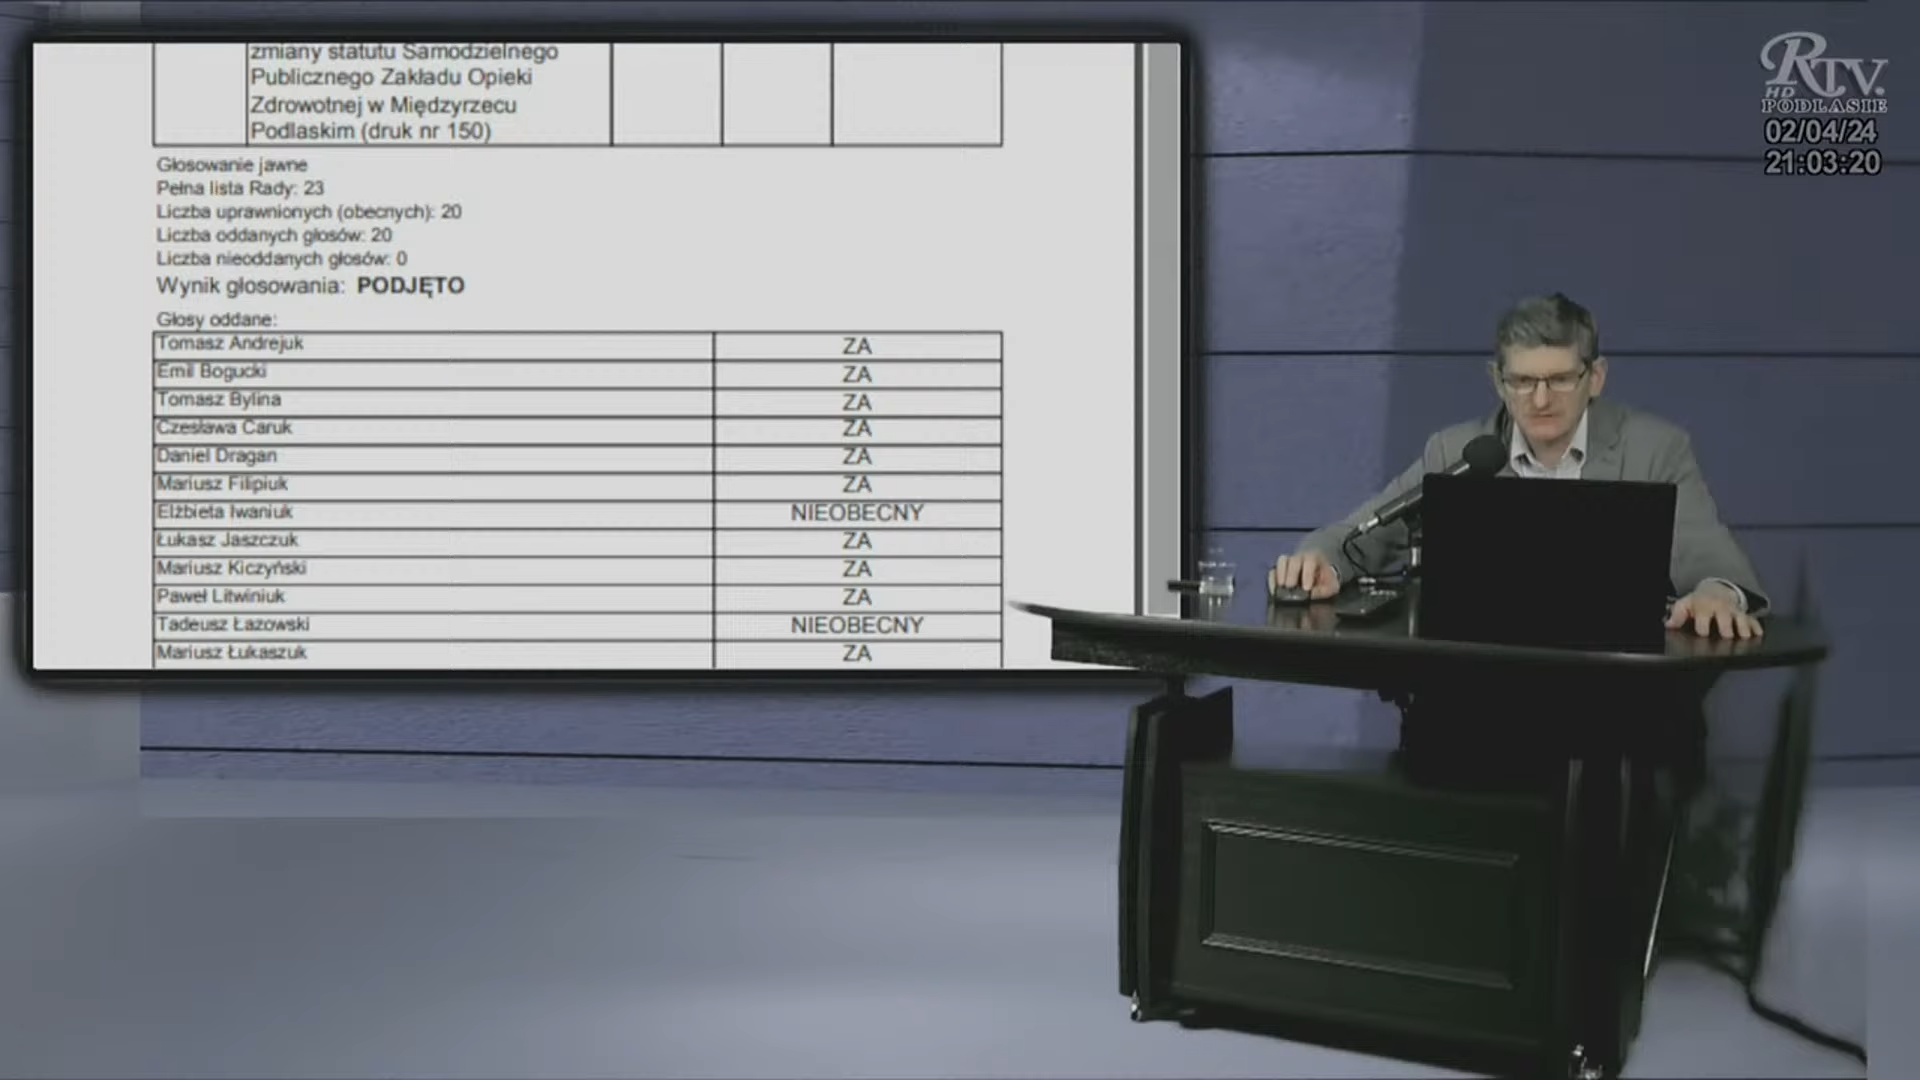 zmiany statutu Samodzielnego
Publicznego Zakładu Opieki
Zdrowotnej w Międzyrzecu
Podlaskim (druk nr 150)
Głosowanie jawne
Pełna lista Rady: 23
Liczba uprawnionych (obecnych): 20
Liczba oddanych głosów: 20
Liczba nieoddanych głosów: 0
Wynik głosowania: PODJĘTO
Głosy oddane:
Tomasz Andrejuk ZA
Emil Bogucki ZA
Tomasz Bylina ZA
Czesława Caruk ZA
Daniel Dragan ZA
Mariusz Filipiuk ZA
Elżbieta Iwaniuk NIEOBECNY
Łukasz Jaszczuk ZA
Mariusz Kiczyński ZA
Paweł Litwiniuk ZA
Tadeusz Łazowski NIEOBECNY
Mariusz Łukaszuk ZA
RTV.
HD
PODLASIE
02/04/24
21:03:20